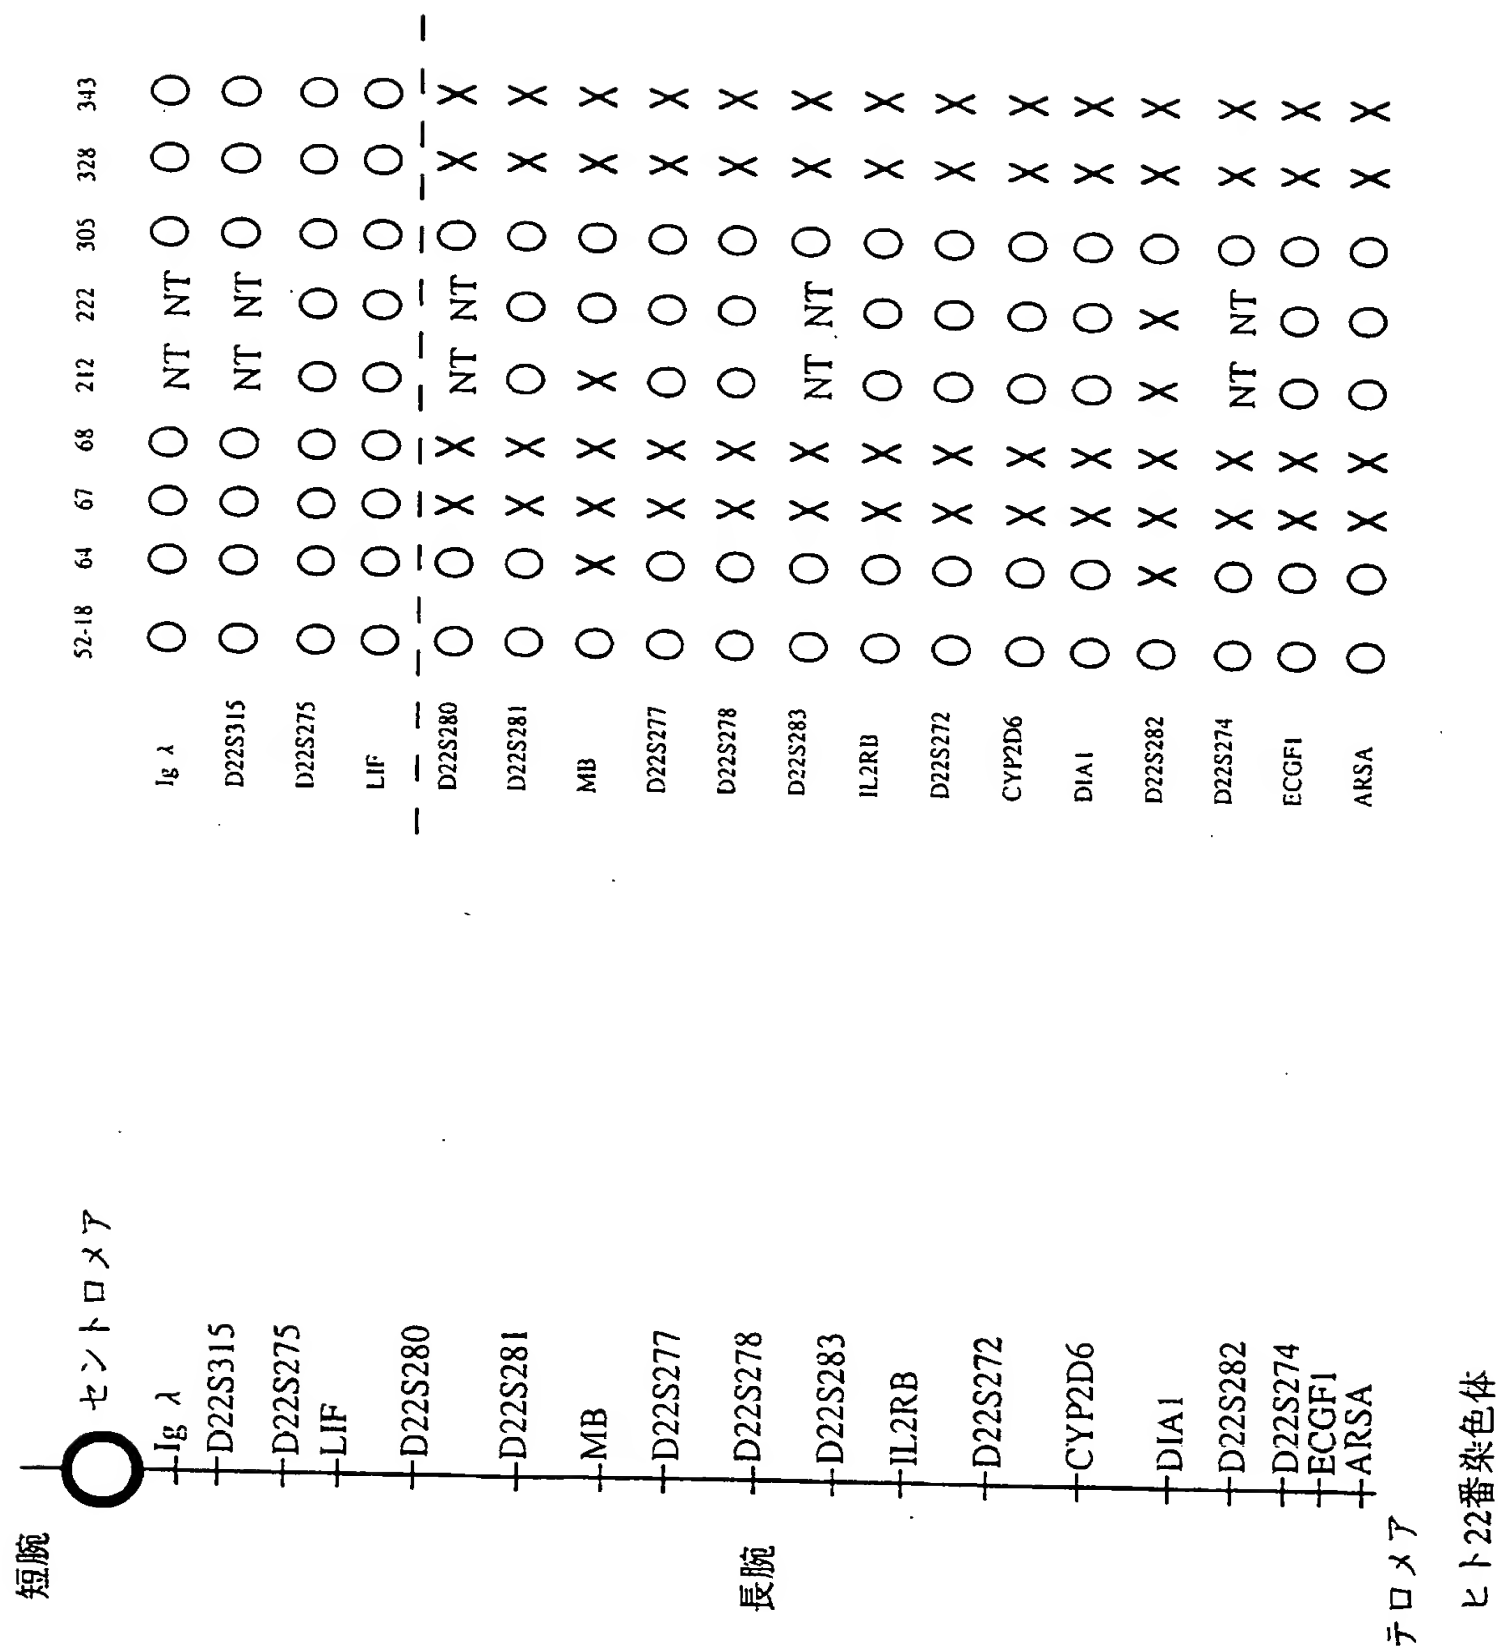 短腕
セントロメア
Ig λ
D22S315
D22S275
LIF
D22S280
D22S281
MB
D22S277
D22S278
D22S283
IL2RB
D22S272
CYP2D6
DIA1
D22S282
D22S274
ECGF1
ARSA
長腕
テロメア
ヒト22番染色体
52-18 64 67 68 212 222 305 328 343
Ig λ O O O O NT NT O O O
D22S315 O O O O NT NT O O O
D22S275 O O O O O O O O O
LIF O O O O O O O O O
D22S280 O O X X NT NT O X X
D22S281 O O X X O O O X X
MB O X X X X O O X X
D22S277 O O X X O O O X X
D22S278 O O X X O O O X X
D22S283 O O X X NT NT O X X
IL2RB O O X X O O O X X
D22S272 O O X X O O O X X
CYP2D6 O O X X O O O X X
DIA1 O O X X O O O X X
D22S282 O X X X X X O X X
D22S274 O O X X NT NT O X X
ECGF1 O O X X O O O X X
ARSA O O X X O O O X X